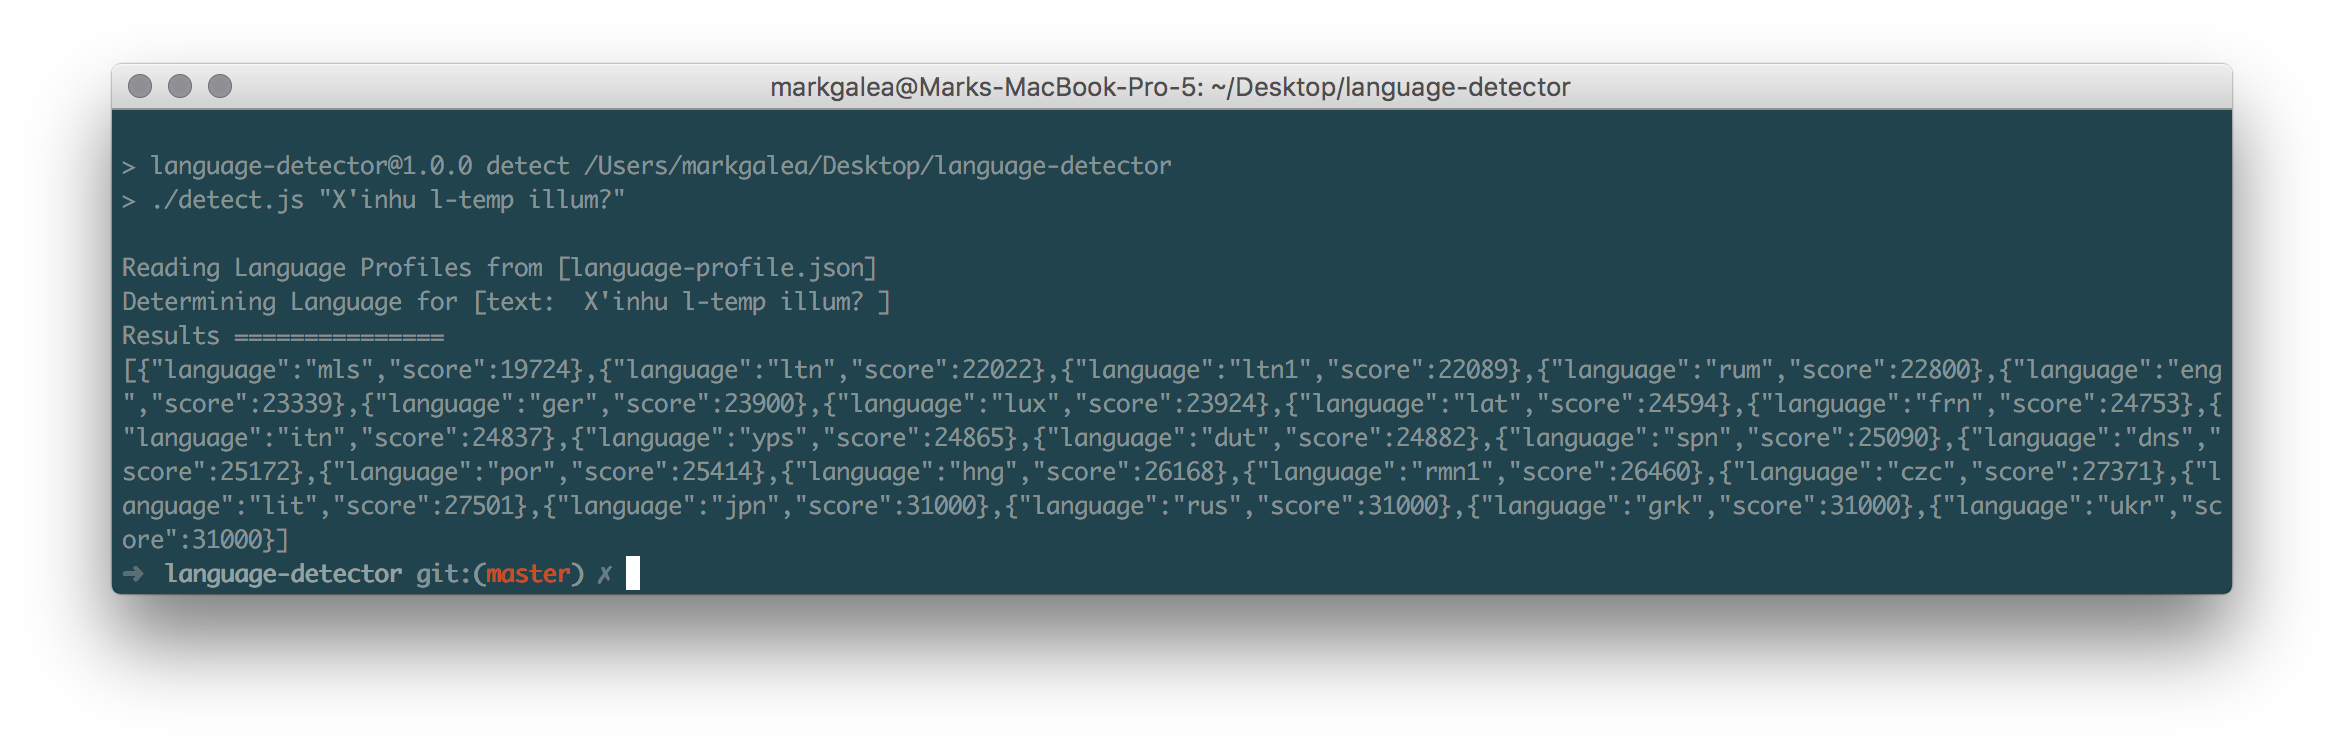 markgalea@Marks-MacBook-Pro-5: ~/Desktop/language-detector
> language-detector@1.0.0 detect /Users/markgalea/Desktop/language-detector
> ./detect.js "X'inhu l-temp illum?"
Reading Language Profiles from [language-profile.json]
Determining Language for [text:  X'inhu l-temp illum? ]
Results ===============
[{"language":"mls","score":19724},{"language":"ltn","score":22022},{"language":"ltn1","score":22089},{"language":"rum","score":22800},{"language":"eng
","score":23339},{"language":"ger","score":23900},{"language":"lux","score":23924},{"language":"lat","score":24594},{"language":"frn","score":24753},{
"language":"itn","score":24837},{"language":"yps","score":24865},{"language":"dut","score":24882},{"language":"spn","score":25090},{"language":"dns","
score":25172},{"language":"por","score":25414},{"language":"hng","score":26168},{"language":"rmn1","score":26460},{"language":"czc","score":27371},{"l
anguage":"lit","score":27501},{"language":"jpn","score":31000},{"language":"rus","score":31000},{"language":"grk","score":31000},{"language":"ukr","sc
ore":31000}]
➜  language-detector git:(master) ✗